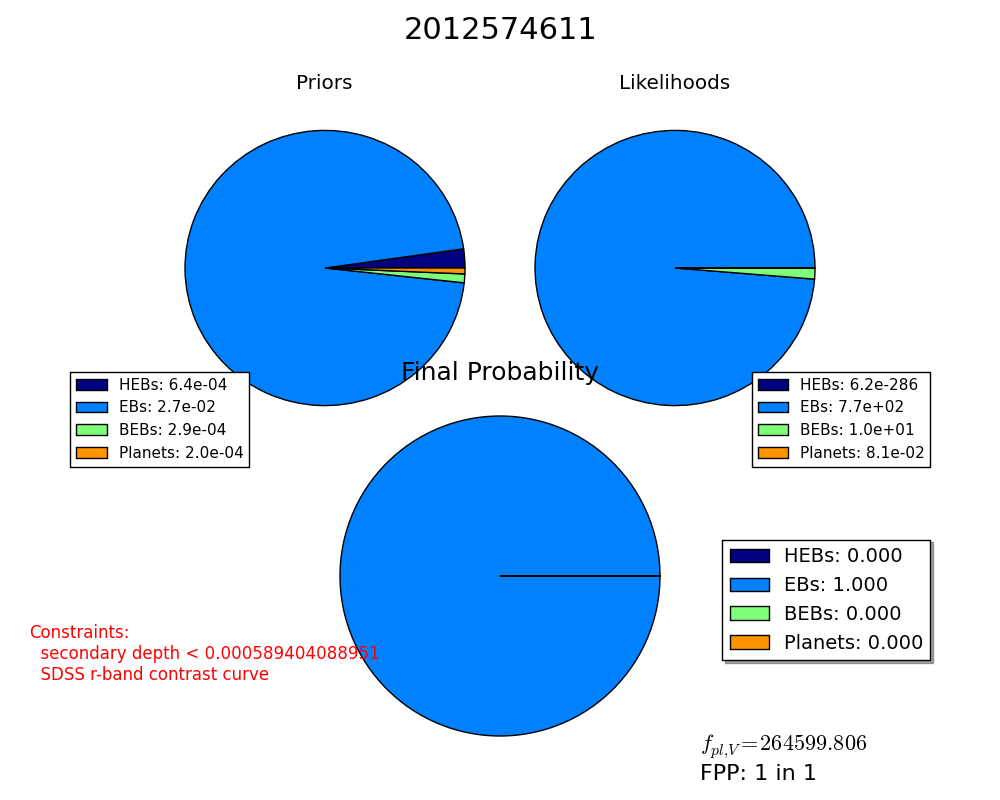 2012574611
Priors
Likelihoods
HEBs: 6.4e-04
EBs: 2.7e-02
BEBs: 2.9e-04
Planets: 2.0e-04
HEBs: 6.2e-286
EBs: 7.7e+02
BEBs: 1.0e+01
Planets: 8.1e-02
Final Probability
HEBs: 0.000
EBs: 1.000
BEBs: 0.000
Planets: 0.000
Constraints:
secondary depth < 0.000589404088951
SDSS r-band contrast curve
f_{pl,V} = 264599.806
FPP: 1 in 1